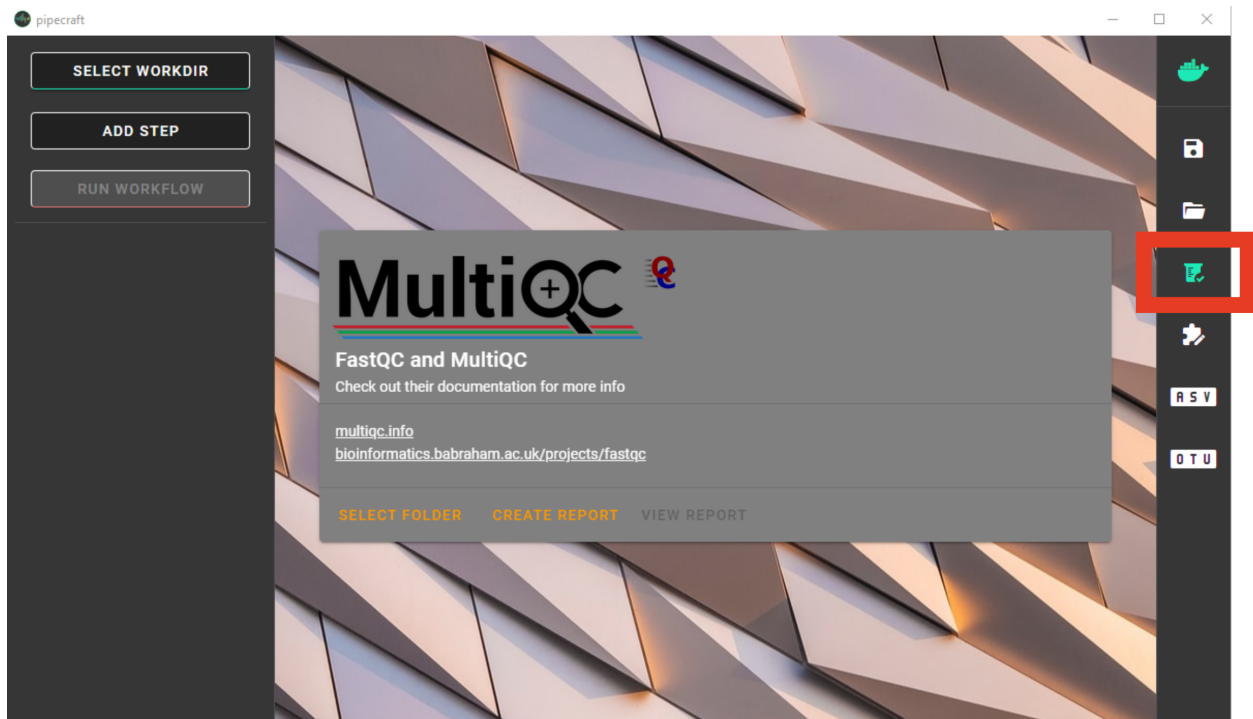 pipecraft
SELECT WORKDIR
ADD STEP
RUN WORKFLOW
MultiQC
QC
FastQC and MultiQC
Check out their documentation for more info
multiqc.info
bioinformatics.babraham.ac.uk/projects/fastqc
SELECT FOLDER CREATE REPORT VIEW REPORT
ASV
OTU